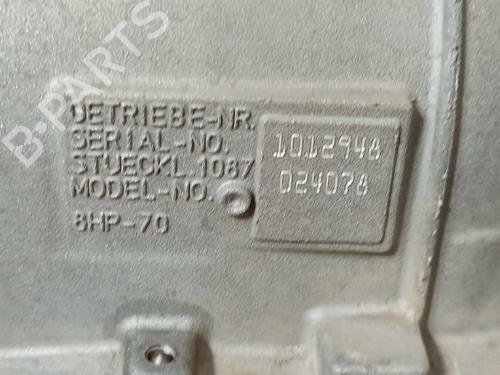 B-PARTS
GETRIEBE-NR.
SERIAL-NO. 1012948
STUECKL.1087 024078
MODEL-NO.
8HP-70